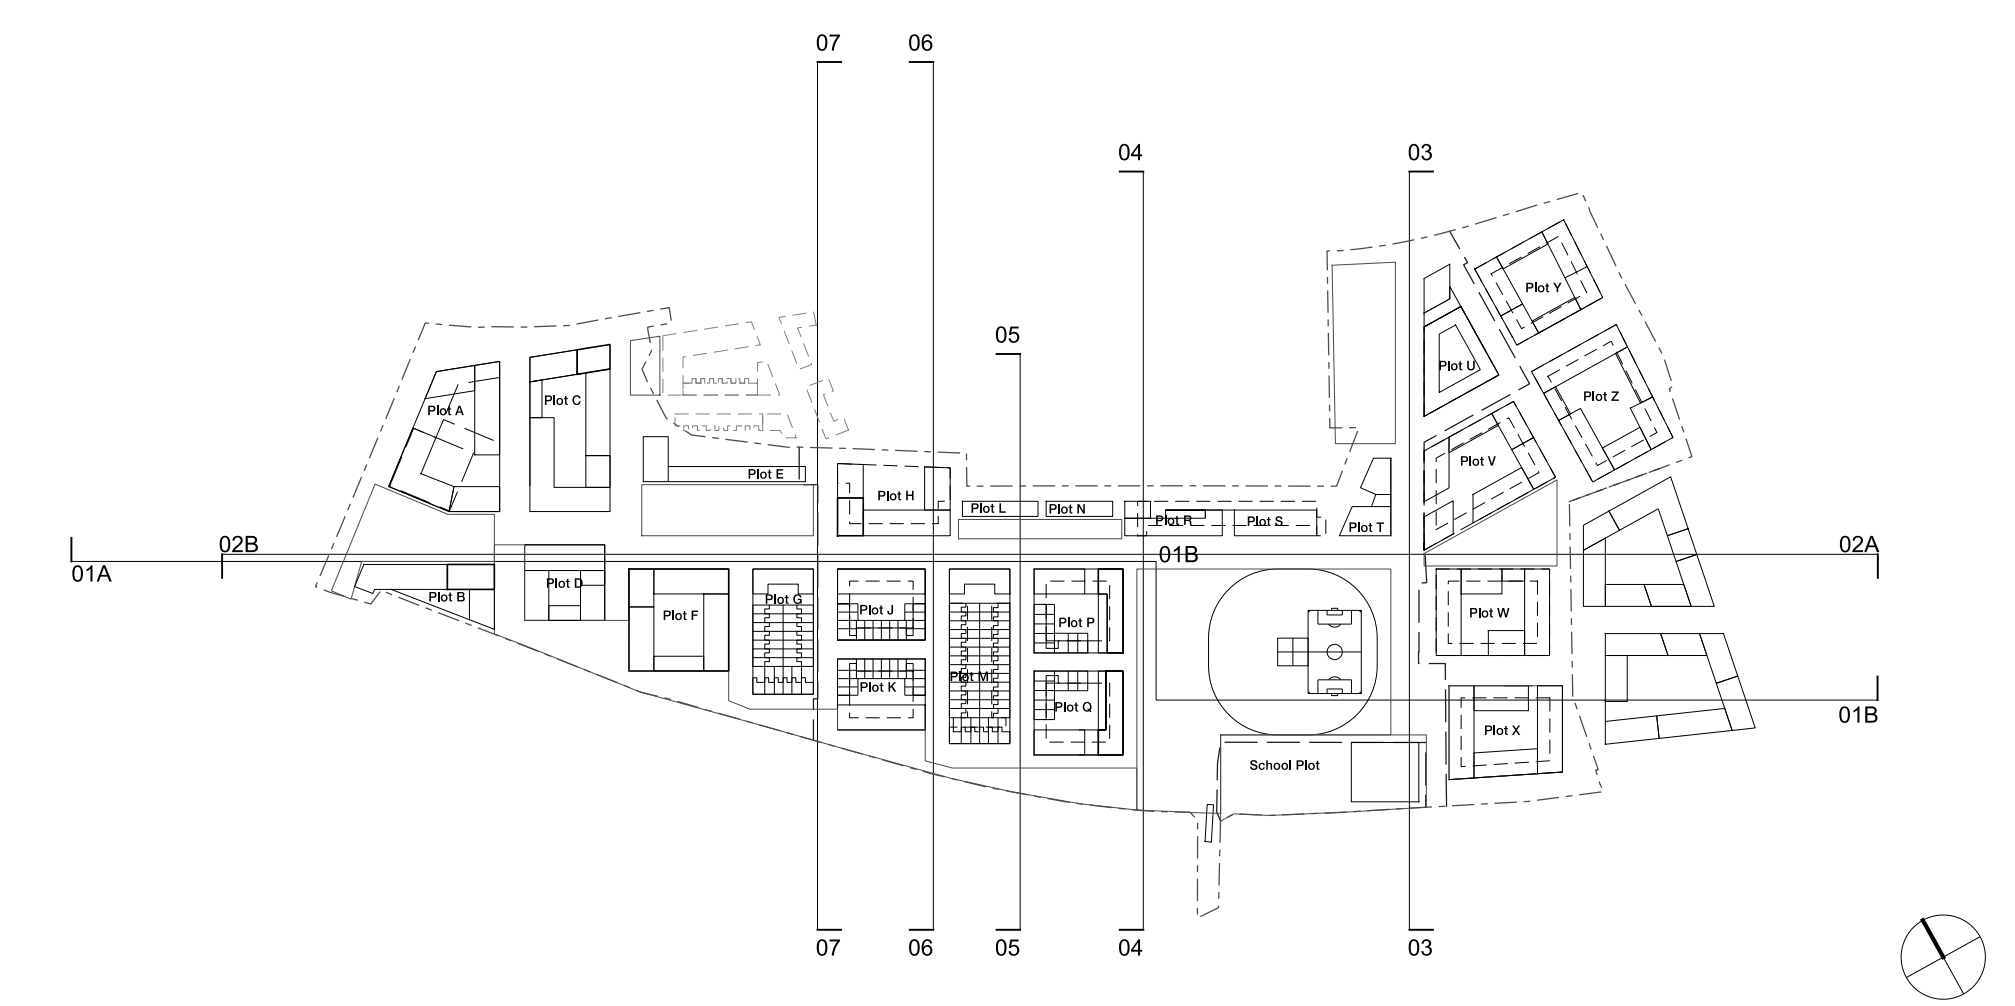 07
06
04
03
05
Plot Y
Plot U
Plot Z
Plot C
Plot A
Plot V
Plot E
Plot H
Plot L
Plot N
Plot R
Plot S
Plot T
02B
01B
02A
01A
Plot D
Plot B
Plot G
Plot J
Plot F
Plot P
Plot W
Plot M
Plot K
Plot Q
01B
Plot X
School Plot
07
06
05
04
03